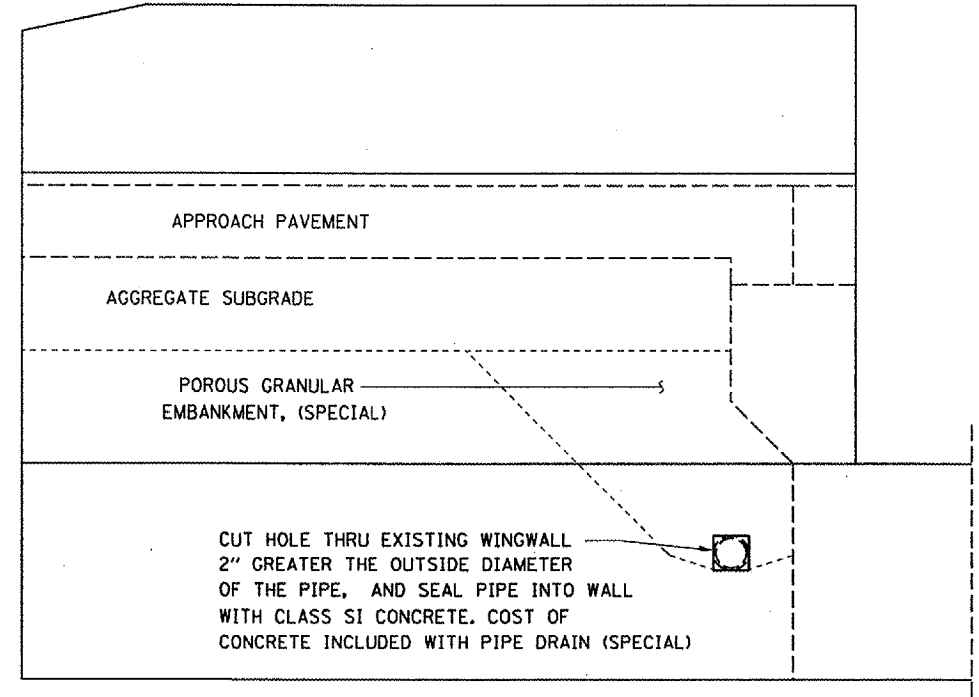 APPROACH PAVEMENT
AGGREGATE SUBGRADE
POROUS GRANULAR
EMBANKMENT, (SPECIAL)
CUT HOLE THRU EXISTING WINGWALL
2" GREATER THE OUTSIDE DIAMETER
OF THE PIPE, AND SEAL PIPE INTO WALL
WITH CLASS SI CONCRETE. COST OF
CONCRETE INCLUDED WITH PIPE DRAIN (SPECIAL)